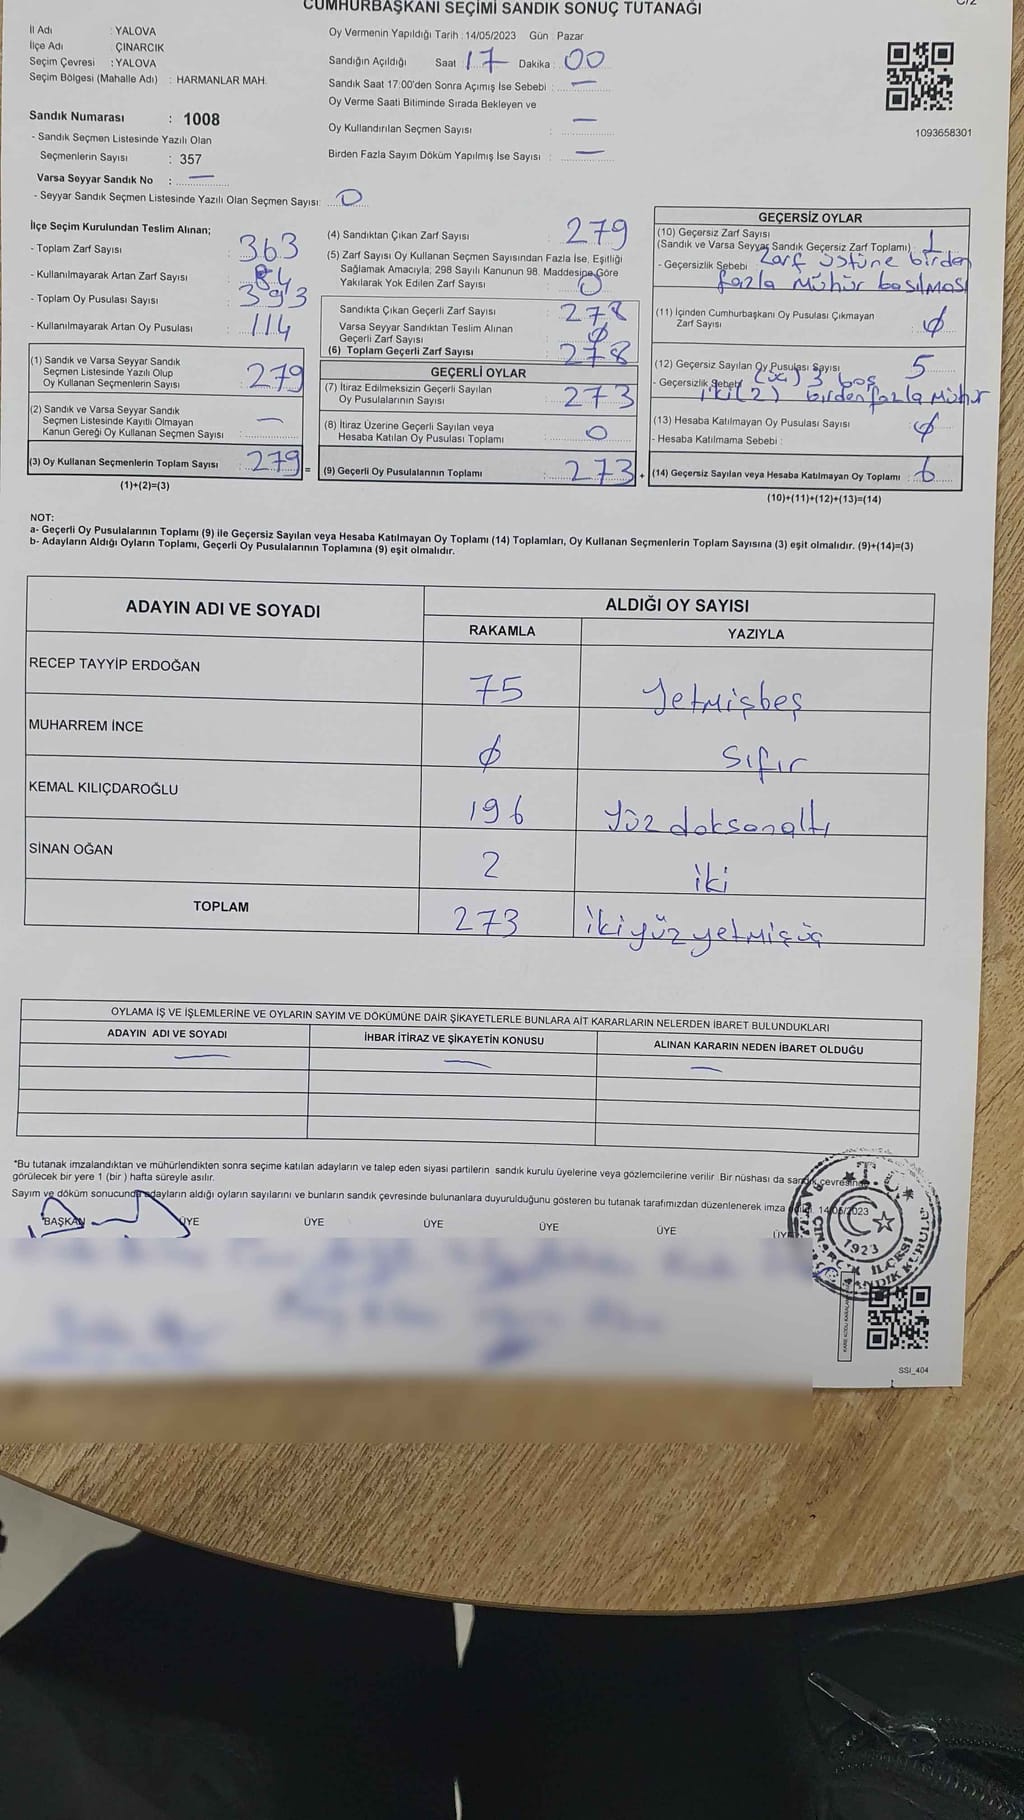 CUMHURBAŞKANI SEÇİMİ SANDIK SONUÇ TUTANAĞI
İl Adı : YALOVA
İlçe Adı : ÇINARCIK
Seçim Çevresi : YALOVA
Seçim Bölgesi (Mahalle Adı) : HARMANLAR MAH.
Sandık Numarası : 1008
- Sandık Seçmen Listesinde Yazılı Olan
Seçmenlerin Sayısı : 357
Varsa Seyyar Sandık No : —
- Seyyar Sandık Seçmen Listesinde Yazılı Olan Seçmen Sayısı: 0
Oy Vermenin Yapıldığı Tarih : 14/05/2023 Gün : Pazar
Sandığın Açıldığı Saat 17 Dakika : 00
Sandık Saat 17:00'den Sonra Açımış İse Sebebi : —
Oy Verme Saati Bitiminde Sırada Bekleyen ve
Oy Kullandırılan Seçmen Sayısı : —
Birden Fazla Sayım Döküm Yapılmış İse Sayısı : —
1093658301
İlçe Seçim Kurulundan Teslim Alınan;
- Toplam Zarf Sayısı : 363
- Kullanılmayarak Artan Zarf Sayısı : 84
- Toplam Oy Pusulası Sayısı : 393
- Kullanılmayarak Artan Oy Pusulası : 114
(1) Sandık ve Varsa Seyyar Sandık
Seçmen Listesinde Yazılı Olup
Oy Kullanan Seçmenlerin Sayısı : 279
(2) Sandık ve Varsa Seyyar Sandık
Seçmen Listesinde Kayıtlı Olmayan
Kanun Gereği Oy Kullanan Seçmen Sayısı : —
(3) Oy Kullanan Seçmenlerin Toplam Sayısı : 279 =
(1)+(2)=(3)
(4) Sandıktan Çıkan Zarf Sayısı : 279
(5) Zarf Sayısı Oy Kullanan Seçmen Sayısından Fazla İse, Eşitliği
Sağlamak Amacıyla; 298 Sayılı Kanunun 98. Maddesine Göre
Yakılarak Yok Edilen Zarf Sayısı : 0
Sandıkta Çıkan Geçerli Zarf Sayısı : 278
Varsa Seyyar Sandıktan Teslim Alınan
Geçerli Zarf Sayısı : ∅
(6) Toplam Geçerli Zarf Sayısı : 278
GEÇERLİ OYLAR
(7) İtiraz Edilmeksizin Geçerli Sayılan
Oy Pusulalarının Sayısı : 273
(8) İtiraz Üzerine Geçerli Sayılan veya
Hesaba Katılan Oy Pusulası Toplamı : 0
(9) Geçerli Oy Pusulalarının Toplamı : 273 +
GEÇERSİZ OYLAR
(10) Geçersiz Zarf Sayısı
(Sandık ve Varsa Seyyar Sandık Geçersiz Zarf Toplamı) : 1
- Geçersizlik Sebebi : Zarf üstüne birden
fazla mühür basılması
(11) İçinden Cumhurbaşkanı Oy Pusulası Çıkmayan
Zarf Sayısı : ∅
(12) Geçersiz Sayılan Oy Pusulası Sayısı : 5
- Geçersizlik Sebebi 3 boş
iki (2) birden fazla mühür
(13) Hesaba Katılmayan Oy Pusulası Sayısı : ∅
- Hesaba Katılmama Sebebi :
(14) Geçersiz Sayılan veya Hesaba Katılmayan Oy Toplamı : 6
(10)+(11)+(12)+(13)=(14)
NOT:
a- Geçerli Oy Pusulalarının Toplamı (9) ile Geçersiz Sayılan veya Hesaba Katılmayan Oy Toplamı (14) Toplamları, Oy Kullanan Seçmenlerin Toplam Sayısına (3) eşit olmalıdır. (9)+(14)=(3)
b- Adayların Aldığı Oyların Toplamı, Geçerli Oy Pusulalarının Toplamına (9) eşit olmalıdır.
ADAYIN ADI VE SOYADI ALDIĞI OY SAYISI
RAKAMLA YAZIYLA
RECEP TAYYİP ERDOĞAN 75 Yetmişbeş
MUHARREM İNCE ∅ Sıfır
KEMAL KILIÇDAROĞLU 196 Yüz doksanaltı
SİNAN OĞAN 2 iki
TOPLAM 273 ikiyüzyetmişüç
OYLAMA İŞ VE İŞLEMLERİNE VE OYLARIN SAYIM VE DÖKÜMÜNE DAİR ŞİKAYETLERLE BUNLARA AİT KARARLARIN NELERDEN İBARET BULUNDUKLARI
ADAYIN ADI VE SOYADI İHBAR İTİRAZ VE ŞİKAYETİN KONUSU ALINAN KARARIN NEDEN İBARET OLDUĞU
— — —
*Bu tutanak imzalandıktan ve mühürlendikten sonra seçime katılan adayların ve talep eden siyasi partilerin sandık kurulu üyelerine veya gözlemcilerine verilir. Bir nüshası da sandık çevresinde
görülecek bir yere 1 (bir) hafta süreyle asılır.
Sayım ve döküm sonucunda adayların aldığı oyların sayılarını ve bunların sandık çevresinde bulunanlara duyurulduğunu gösteren bu tutanak tarafımızdan düzenlenerek imza edildi. 14/05/2023
BAŞKAN ÜYE ÜYE ÜYE ÜYE ÜYE ÜYE
T.C.
1923
ÇINARCIK İLÇESİ
SANDIK KURULU
SSI_404